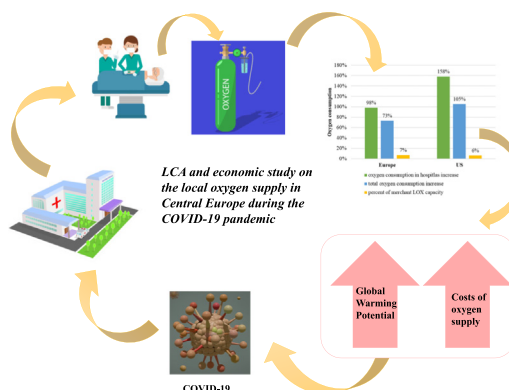 OXYGEN
LCA and economic study on
the local oxygen supply in
Central Europe during the
COVID-19 pandemic
Oxygen consumption
180%
160%
140%
120%
100%
80%
60%
40%
20%
0%
98%
73%
7%
158%
105%
6%
Europe
US
oxygen consumption in hospitlas increase
total oxygen consumption increase
percent of merchant LOX capacity
Global
Warming
Potential
Costs of
oxygen
supply
COVID-19